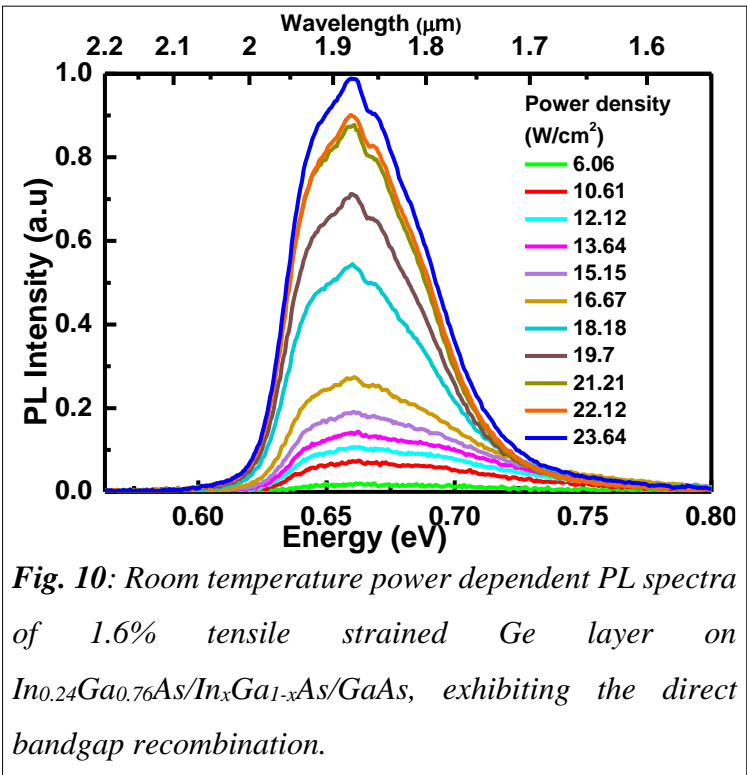 Wavelength (μm)
2.2 2.1 2 1.9 1.8 1.7 1.6
1.0
0.8
0.6
0.4
0.2
0.0
PL Intensity (a.u)
Power density
(W/cm²)
6.06
10.61
12.12
13.64
15.15
16.67
18.18
19.7
21.21
22.12
23.64
0.60 0.65 0.70 0.75 0.80
Energy (eV)
Fig. 10: Room temperature power dependent PL spectra
of 1.6% tensile strained Ge layer on
In₀.₂₄Ga₀.₇₆As/InₓGa₁₋ₓAs/GaAs, exhibiting the direct
bandgap recombination.